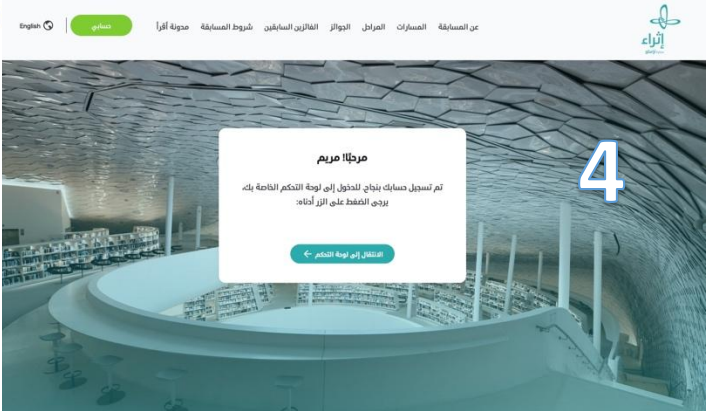 إثراء
عن المسابقة
المسارات
المراحل
الجوائز
الفائزين السابقين
شروط المسابقة
مدونة أقرأ
حسابي
English
4
مرحبًا! مريم
تم تسجيل حسابك بنجاح. للدخول إلى لوحة التحكم الخاصة بك،
يرجى الضغط على الزر أدناه:
الانتقال إلى لوحة التحكم ←